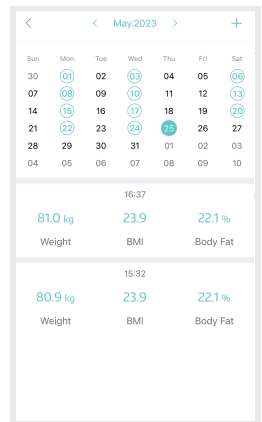 May.2023
Sun Mon Tue Wed Thu Fri Sat
30 01 02 03 04 05 06
07 08 09 10 11 12 13
14 15 16 17 18 19 20
21 22 23 24 25 26 27
28 29 30 31 01 02 03
04 05 06 07 08 09 10
16:37
81.0 kg 23.9 22.1 %
Weight BMI Body Fat
15:32
80.9 kg 23.9 22.1 %
Weight BMI Body Fat